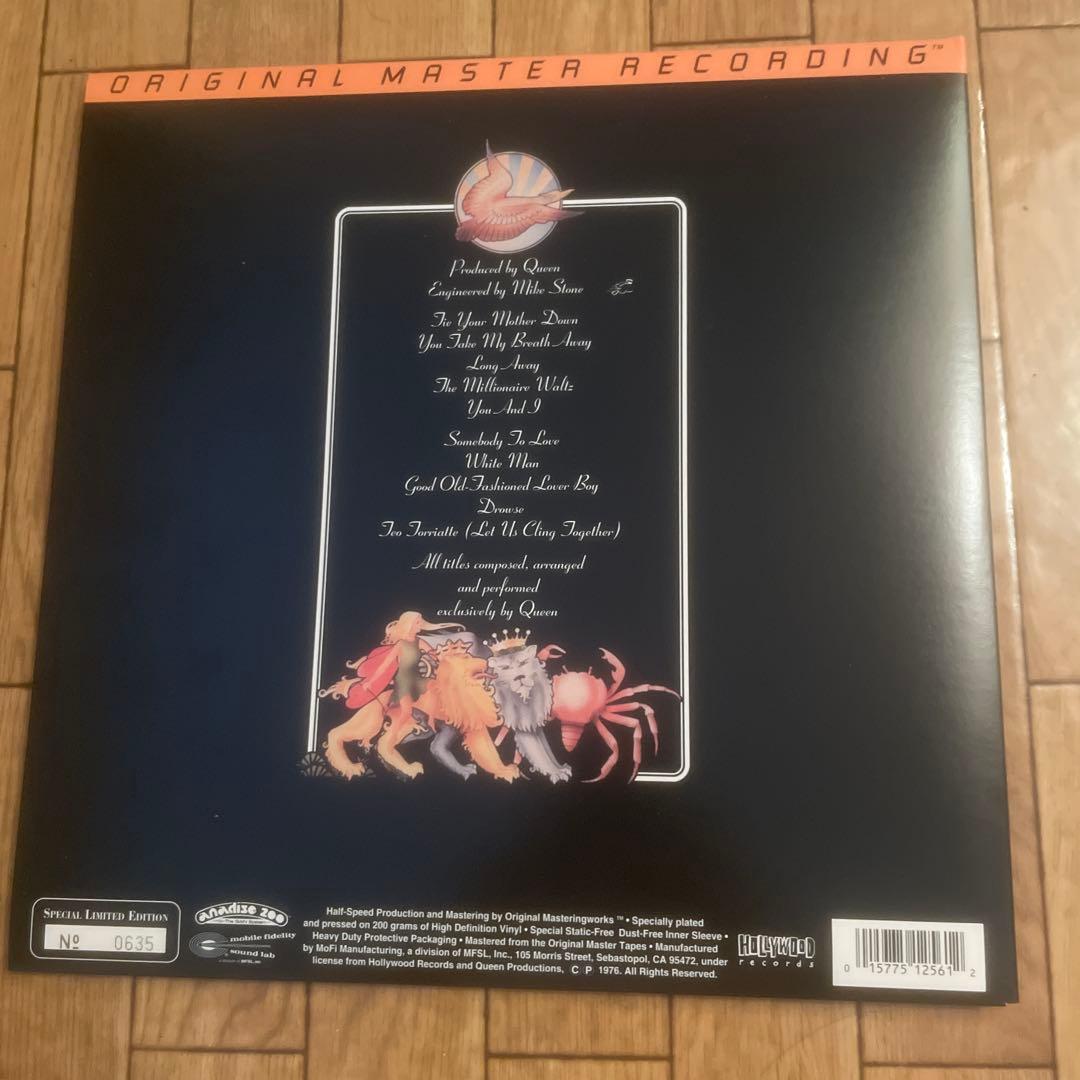 ORIGINAL MASTER RECORDING™
Produced by Queen
Engineered by Mike Stone
Tie Your Mother Down
You Take My Breath Away
Long Away
The Millionaire Waltz
You And I
Somebody To Love
White Man
Good Old-Fashioned Lover Boy
Drowse
Teo Torriatte (Let Us Cling Together)
All titles composed, arranged
and performed
exclusively by Queen
SPECIAL LIMITED EDITION
Nº 0635
mobile fidelity
sound lab
Half-Speed Production and Mastering by Original Masteringworks ™ • Specially plated
and pressed on 200 grams of High Definition Vinyl • Special Static-Free Dust-Free Inner Sleeve •
Heavy Duty Protective Packaging • Mastered from the Original Master Tapes • Manufactured
by MoFi Manufacturing, a division of MFSL, Inc., 105 Morris Street, Sebastopol, CA 95472, under
license from Hollywood Records and Queen Productions, Ⓒ Ⓟ 1976. All Rights Reserved.
HOLLYWOOD
records
0 15775 12561 2